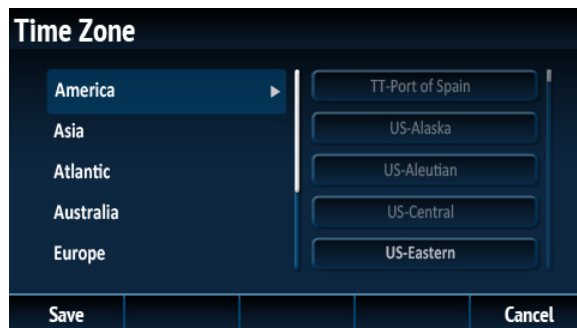 Time Zone
America
Asia
Atlantic
Australia
Europe
TT-Port of Spain
US-Alaska
US-Aleutian
US-Central
US-Eastern
Save
Cancel